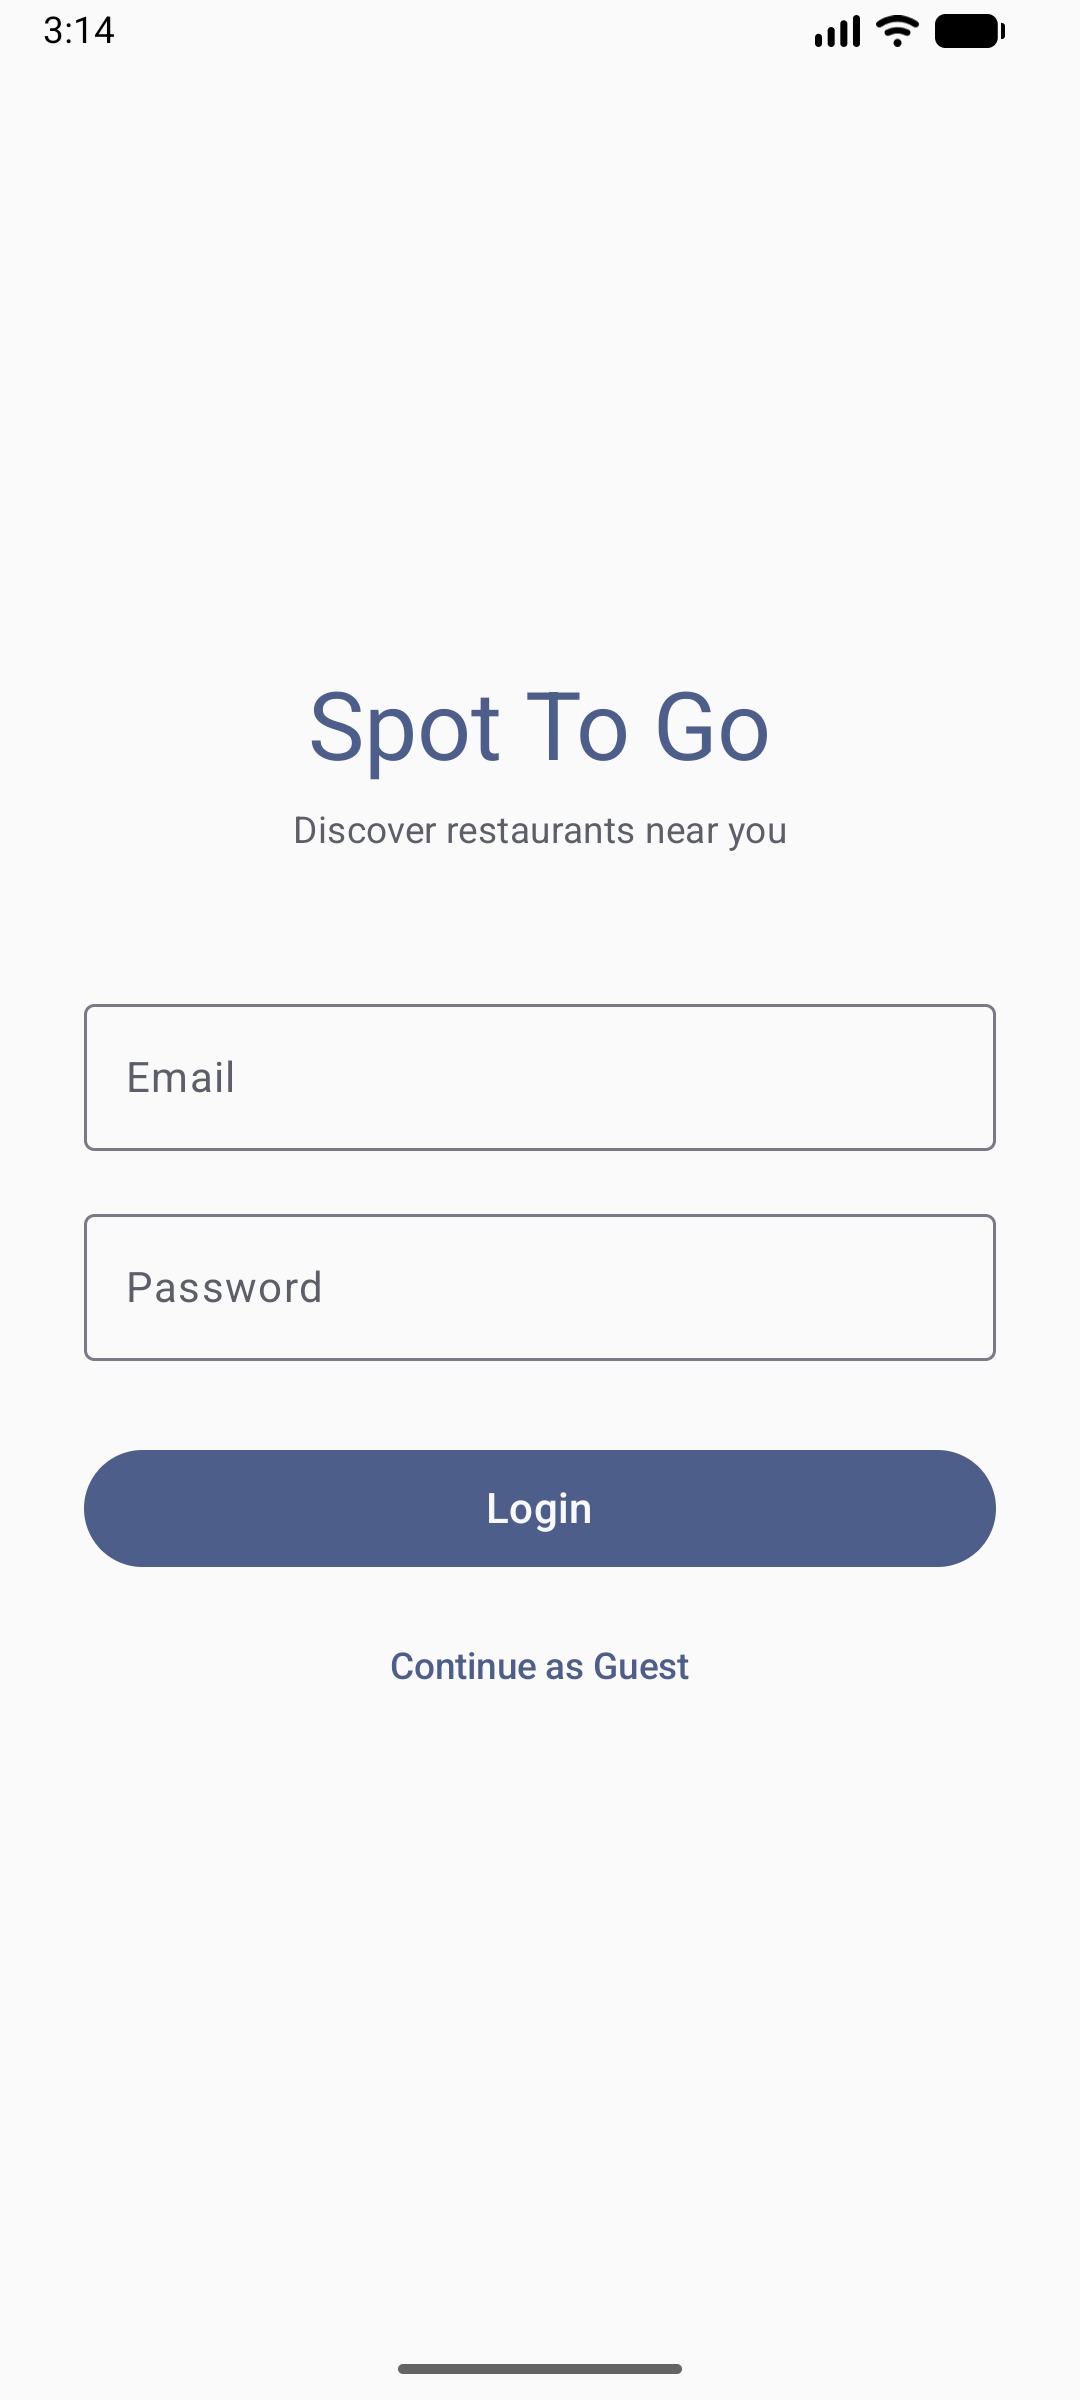 3:14
Spot To Go
Discover restaurants near you
Email
Password
Login
Continue as Guest